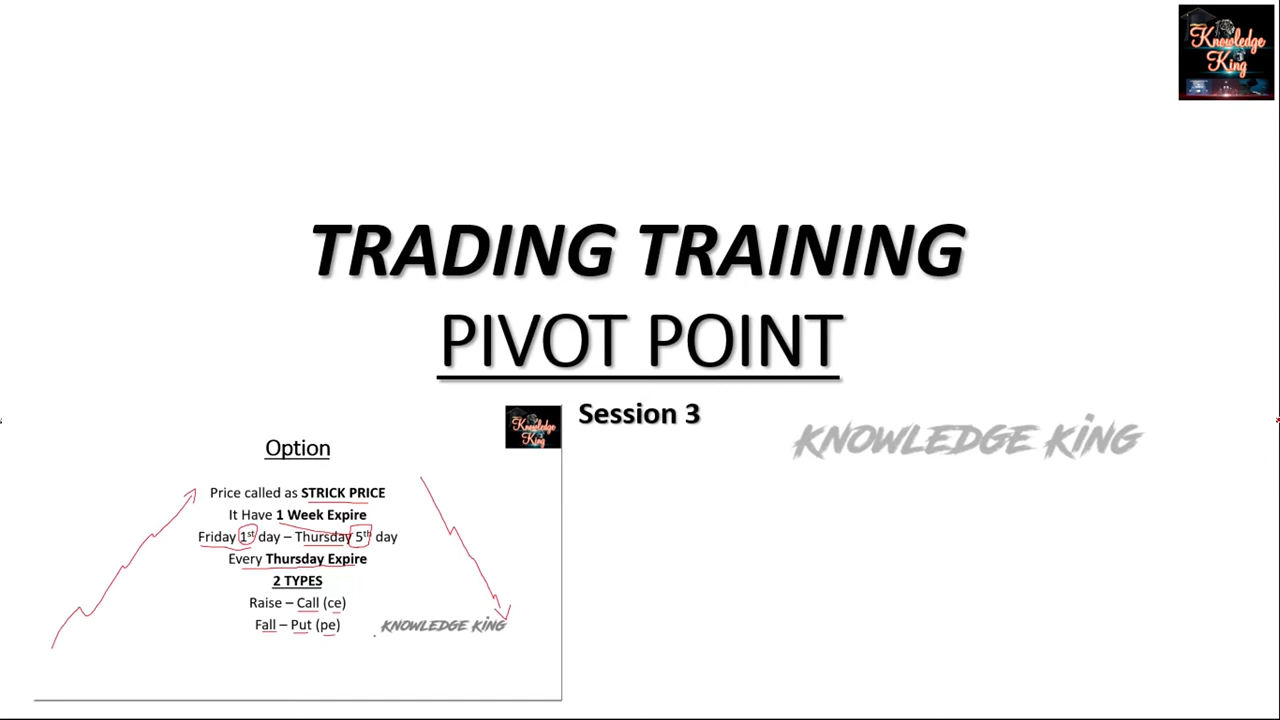 Knowledge
King
TRADING TRAINING
PIVOT POINT
Session 3
KNOWLEDGE KING
Knowledge
King
Option
Price called as STRICK PRICE
It Have 1 Week Expire
Friday 1st day – Thursday 5th day
Every Thursday Expire
2 TYPES
Raise – Call (ce)
Fall – Put (pe)
KNOWLEDGE KING